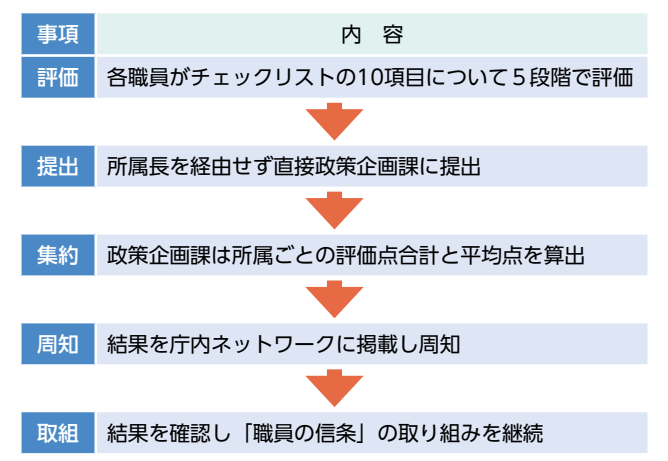 事項 内　容
評価 各職員がチェックリストの10項目について５段階で評価
提出 所属長を経由せず直接政策企画課に提出
集約 政策企画課は所属ごとの評価点合計と平均点を算出
周知 結果を庁内ネットワークに掲載し周知
取組 結果を確認し「職員の信条」の取り組みを継続